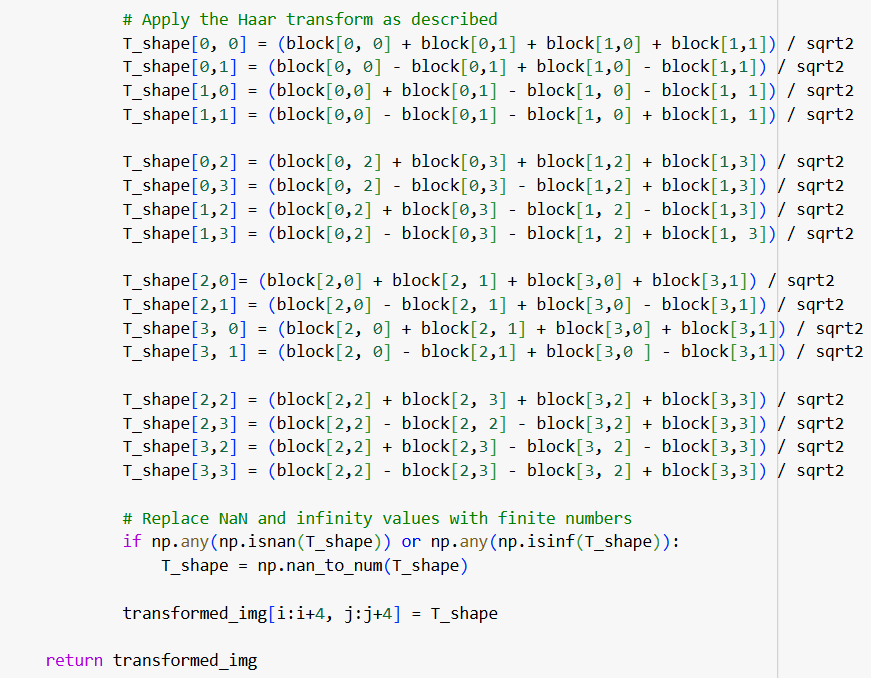 # Apply the Haar transform as described
T_shape[0, 0] = (block[0, 0] + block[0,1] + block[1,0] + block[1,1]) / sqrt2
T_shape[0,1] = (block[0, 0] - block[0,1] + block[1,0] - block[1,1]) / sqrt2
T_shape[1,0] = (block[0,0] + block[0,1] - block[1, 0] - block[1, 1]) / sqrt2
T_shape[1,1] = (block[0,0] - block[0,1] - block[1, 0] + block[1, 1]) / sqrt2
T_shape[0,2] = (block[0, 2] + block[0,3] + block[1,2] + block[1,3]) / sqrt2
T_shape[0,3] = (block[0, 2] - block[0,3] - block[1,2] + block[1,3]) / sqrt2
T_shape[1,2] = (block[0,2] + block[0,3] - block[1, 2] - block[1,3]) / sqrt2
T_shape[1,3] = (block[0,2] - block[0,3] - block[1, 2] + block[1, 3]) / sqrt2
T_shape[2,0]= (block[2,0] + block[2, 1] + block[3,0] + block[3,1]) / sqrt2
T_shape[2,1] = (block[2,0] - block[2, 1] + block[3,0] - block[3,1]) / sqrt2
T_shape[3, 0] = (block[2, 0] + block[2, 1] + block[3,0] + block[3,1]) / sqrt2
T_shape[3, 1] = (block[2, 0] - block[2,1] + block[3,0 ] - block[3,1]) / sqrt2
T_shape[2,2] = (block[2,2] + block[2, 3] + block[3,2] + block[3,3]) / sqrt2
T_shape[2,3] = (block[2,2] - block[2, 2] - block[3,2] + block[3,3]) / sqrt2
T_shape[3,2] = (block[2,2] + block[2,3] - block[3, 2] - block[3,3]) / sqrt2
T_shape[3,3] = (block[2,2] - block[2,3] - block[3, 2] + block[3,3]) / sqrt2
# Replace NaN and infinity values with finite numbers
if np.any(np.isnan(T_shape)) or np.any(np.isinf(T_shape)):
T_shape = np.nan_to_num(T_shape)
transformed_img[i:i+4, j:j+4] = T_shape
return transformed_img